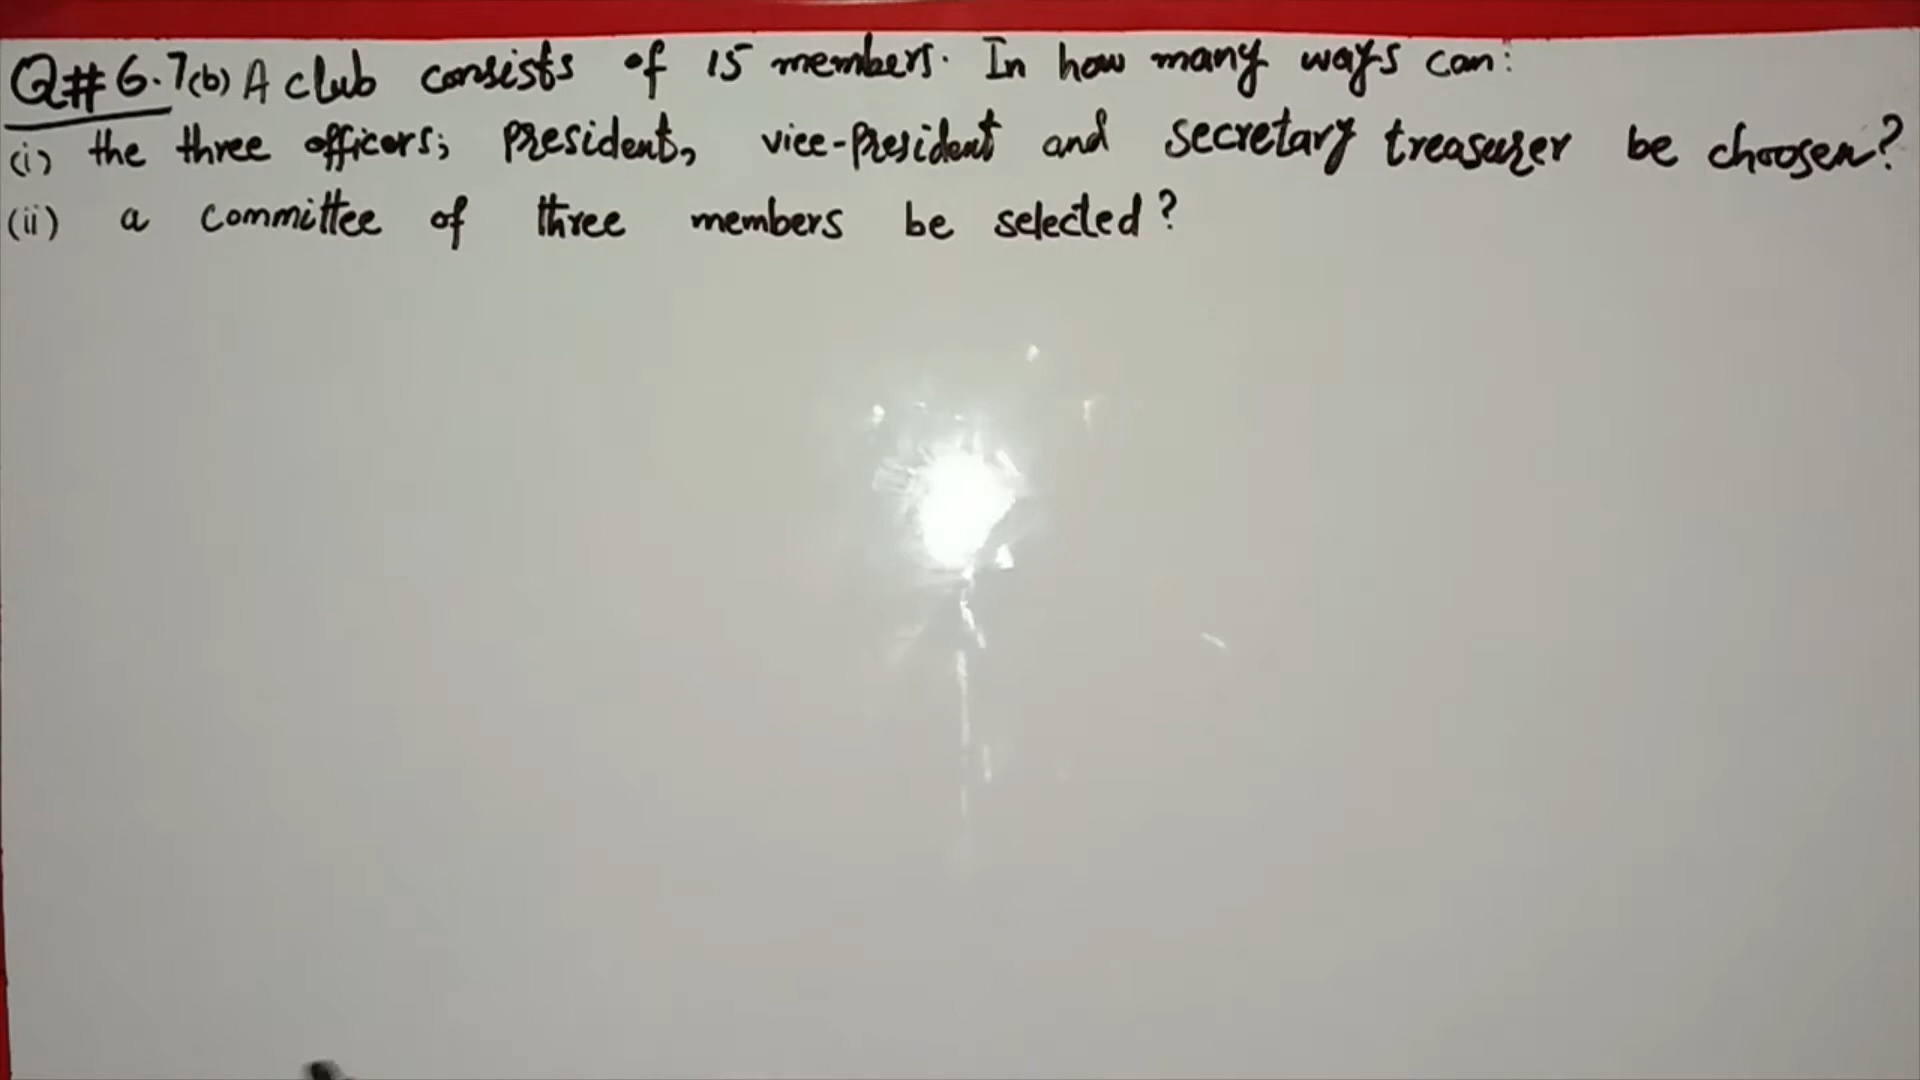 Q# 6.7(b) A club consists of 15 members. In how many ways can:
(i) the three officers; president, vice-president and secretary treasurer be choosen?
(ii) a committee of three members be selected?